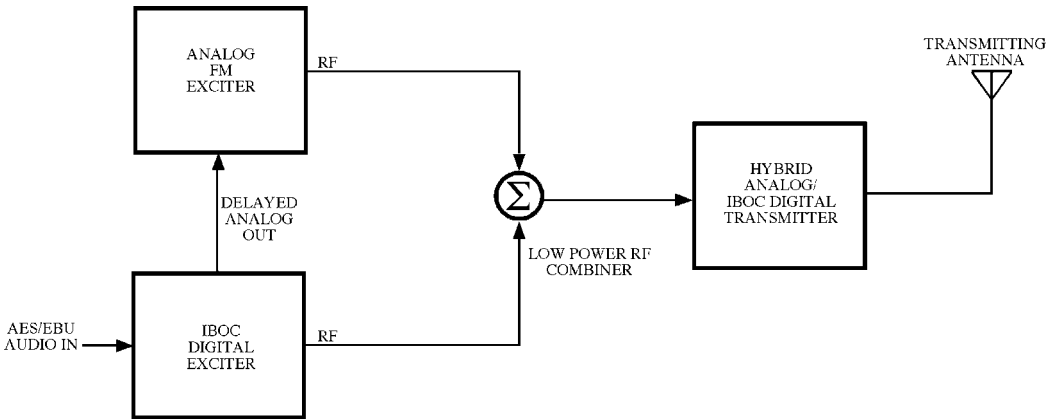 ANALOG
FM
EXCITER
RF
TRANSMITTING
ANTENNA
HYBRID
ANALOG/
IBOC DIGITAL
TRANSMITTER
Σ
DELAYED
ANALOG
OUT
LOW POWER RF
COMBINER
AES/EBU
AUDIO IN
IBOC
DIGITAL
EXCITER
RF